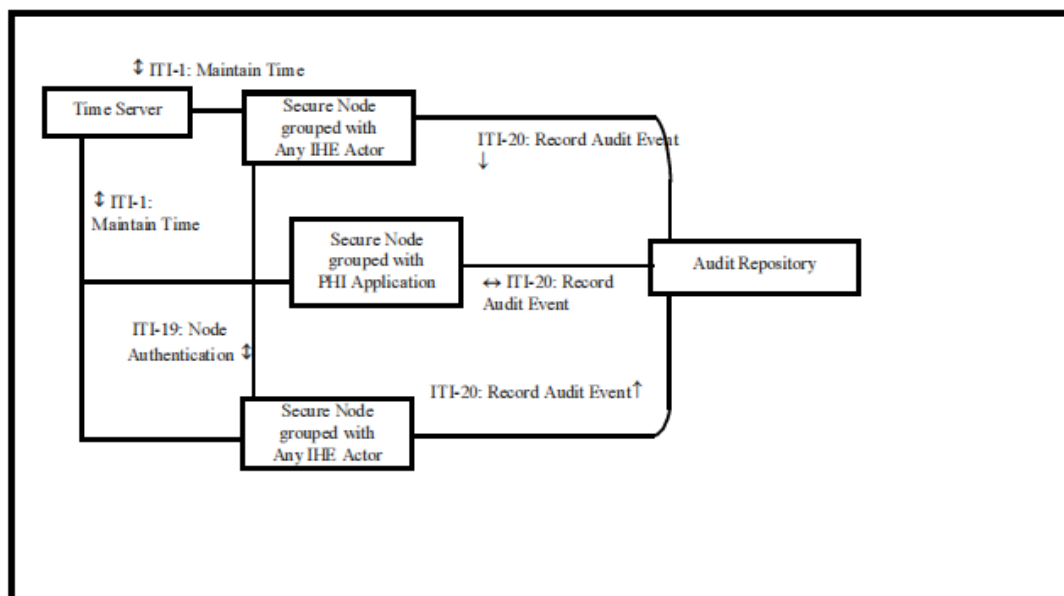 ↕ ITI-1: Maintain Time
Time Server
Secure Node
grouped with
Any IHE Actor
ITI-20: Record Audit Event
↓
↕ ITI-1:
Maintain Time
Secure Node
grouped with
PHI Application
Audit Repository
↔ ITI-20: Record
Audit Event
ITI-19: Node
Authentication ↕
ITI-20: Record Audit Event↑
Secure Node
grouped with
Any IHE Actor